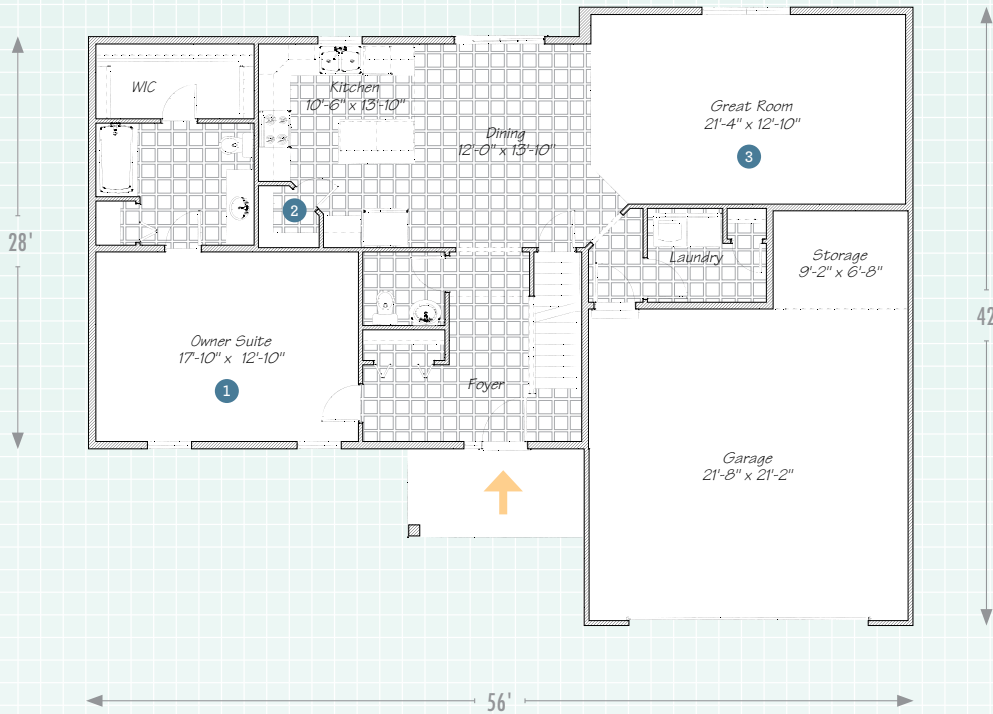 WIC
Kitchen
10'-6" x 13'-10"
Dining
12'-0" x 13'-10"
Great Room
21'-4" x 12'-10"
3
2
28'
Laundry
Storage
9'-2" x 6'-8"
42
Owner Suite
17'-10" x 12'-10"
1
Foyer
Garage
21'-8" x 21'-2"
56'